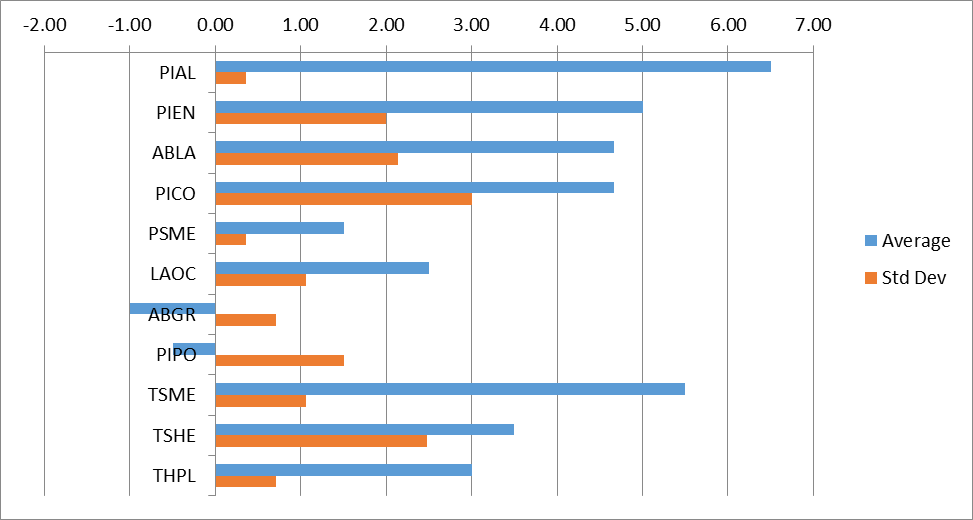 -2.00 -1.00 0.00 1.00 2.00 3.00 4.00 5.00 6.00 7.00
PIAL
PIEN
ABLA
PICO
PSME
Average
LAOC
Std Dev
ABGR
PIPO
TSME
TSHE
THPL